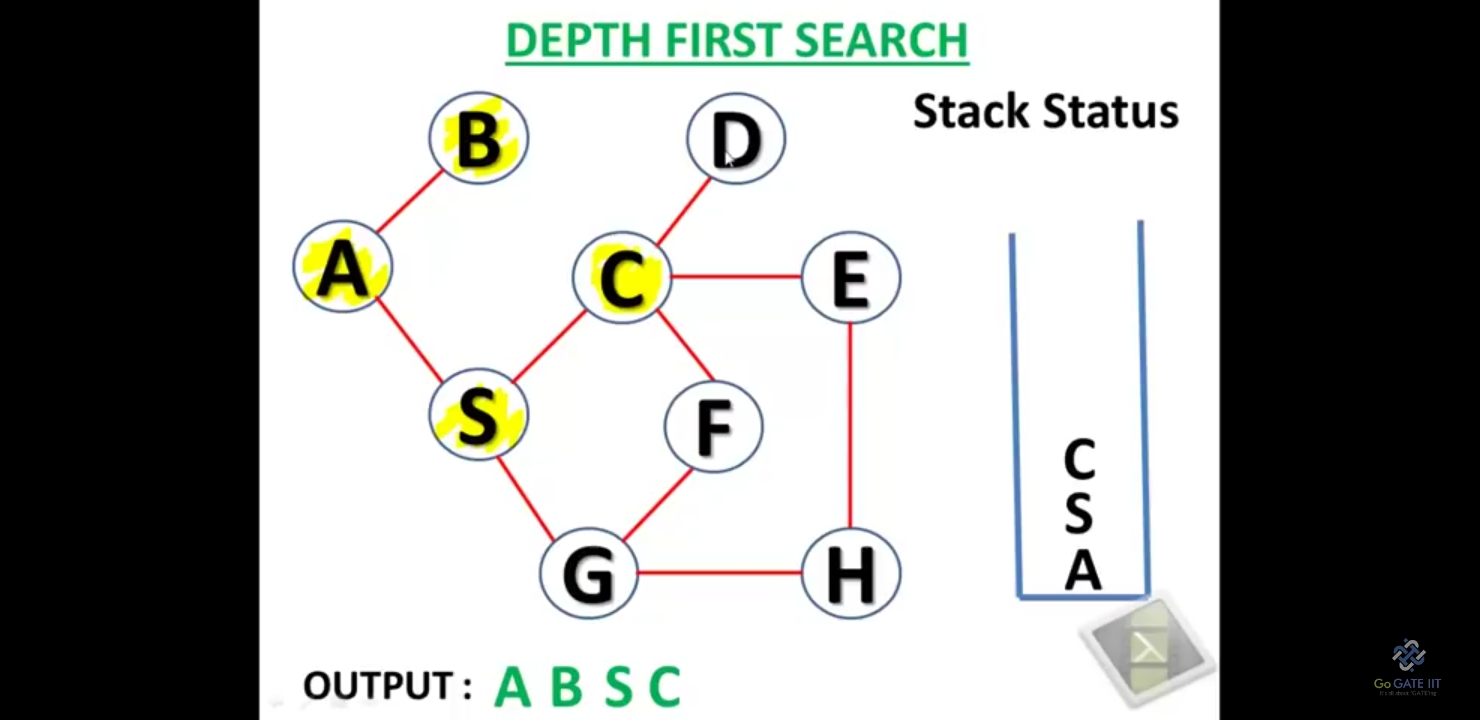 DEPTH FIRST SEARCH
Stack Status
B
D
A
C
E
S
F
G
H
C
S
A
OUTPUT : A B S C
Go GATE IIT